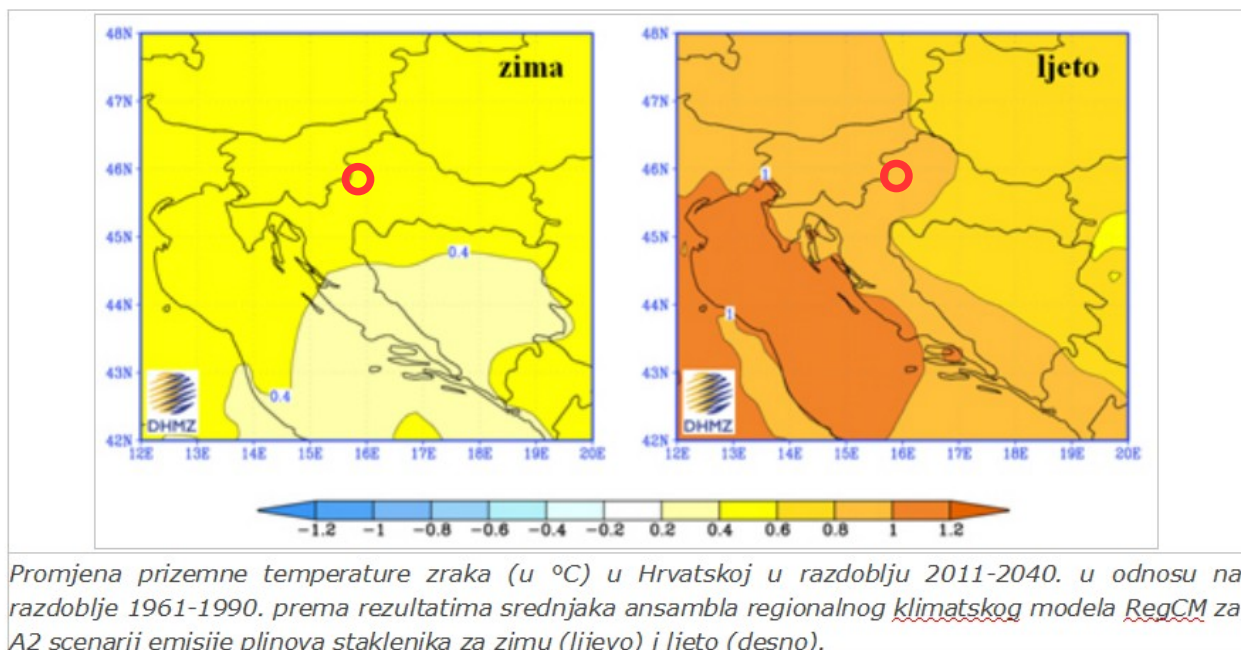 48N
47N
46N
45N
44N
43N
42N
12E 13E 14E 15E 16E 17E 18E 19E 20E
zima
0.4
0.4
DHMZ
48N
47N
46N
45N
44N
43N
42N
12E 13E 14E 15E 16E 17E 18E 19E 20E
ljeto
1
1
DHMZ
-1.2 -1 -0.8 -0.6 -0.4 -0.2 0.2 0.4 0.6 0.8 1 1.2
Promjena prizemne temperature zraka (u °C) u Hrvatskoj u razdoblju 2011-2040. u odnosu na
razdoblje 1961-1990. prema rezultatima srednjaka ansambla regionalnog klimatskog modela RegCM za
A2 scenarij emisije plinova staklenika za zimu (lijevo) i ljeto (desno).